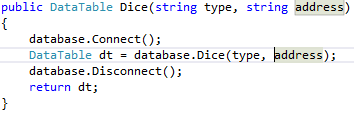 public DataTable Dice(string type, string address)
{
    database.Connect();
    DataTable dt = database.Dice(type, address);
    database.Disconnect();
    return dt;
}